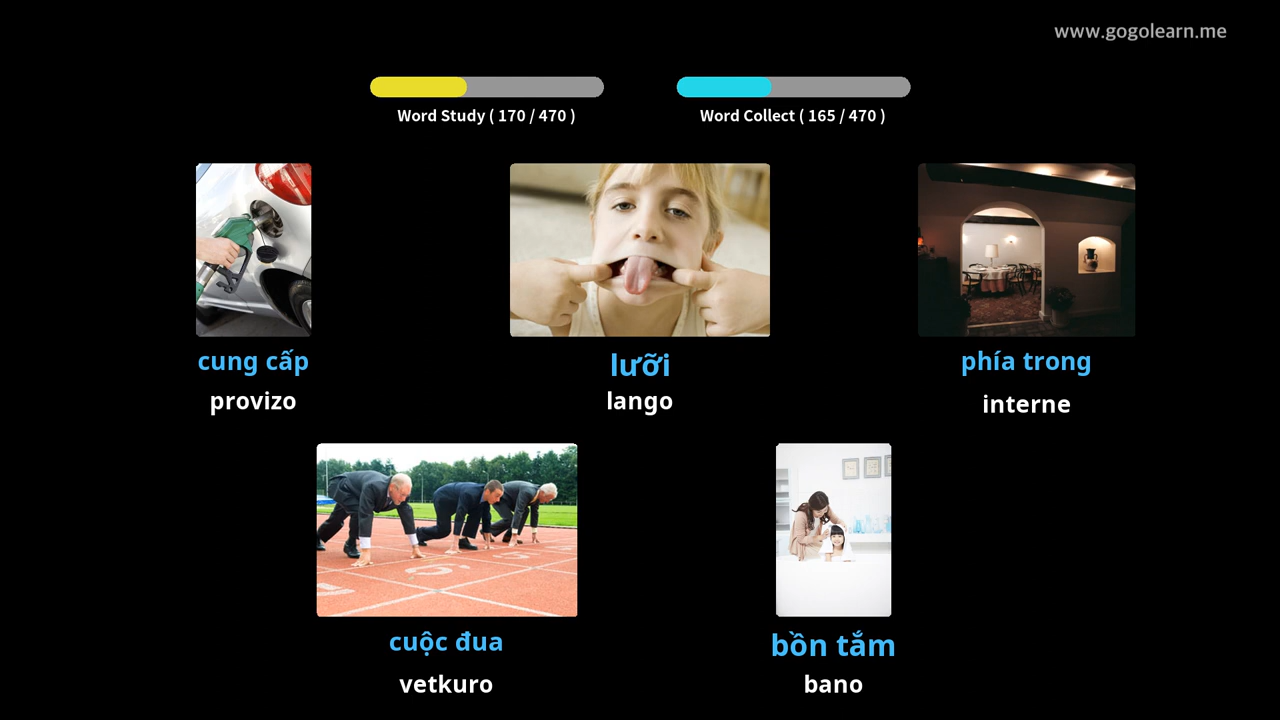 www.gogolearn.me
Word Study ( 170 / 470 )
Word Collect ( 165 / 470 )
cung cấp
provizo
lưỡi
lango
phía trong
interne
cuộc đua
vetkuro
bồn tắm
bano